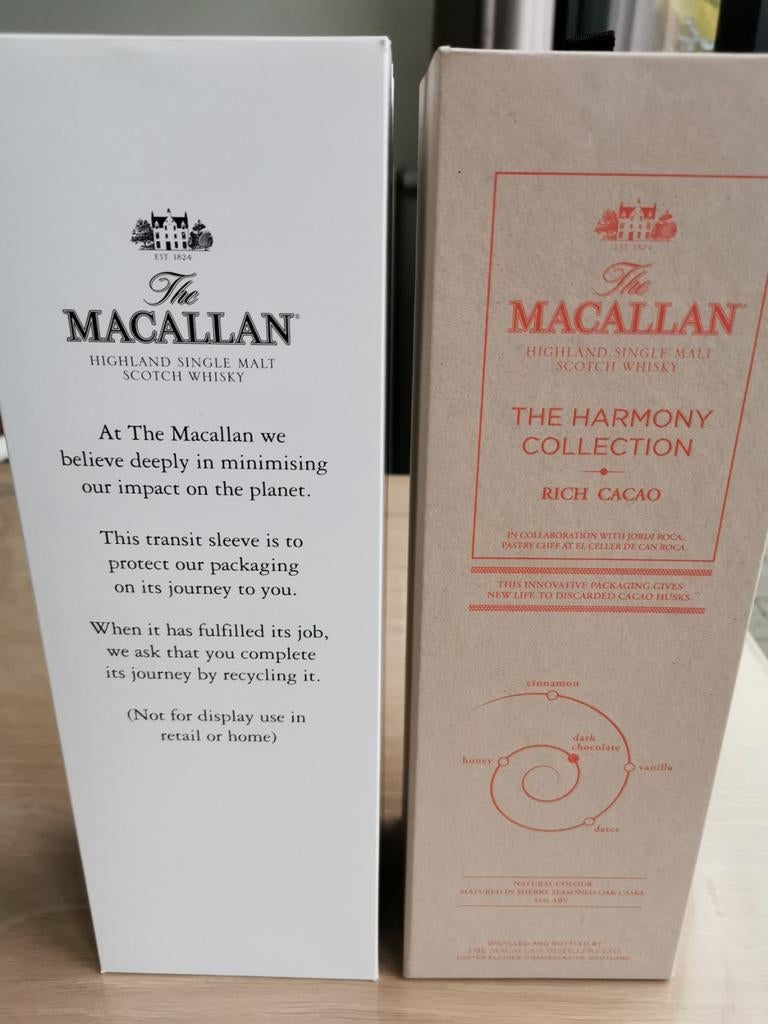 EST. 1824
The
MACALLAN
HIGHLAND SINGLE MALT
SCOTCH WHISKY
At The Macallan we
believe deeply in minimising
our impact on the planet.
This transit sleeve is to
protect our packaging
on its journey to you.
When it has fulfilled its job,
we ask that you complete
its journey by recycling it.
(Not for display use in
retail or home)
EST. 1824
The
MACALLAN
HIGHLAND SINGLE MALT
SCOTCH WHISKY
THE HARMONY
COLLECTION
RICH CACAO
IN COLLABORATION WITH JORDI ROCA,
PASTRY CHEF AT EL CELLER DE CAN ROCA
THIS INNOVATIVE PACKAGING GIVES
NEW LIFE TO DISCARDED CACAO HUSKS
cinnamon
dark
chocolate
honey
vanilla
dates
NATURAL COLOUR
MATURED IN SHERRY SEASONED OAK CASKS
44% ABV
DISTILLED AND BOTTLED BY
THE MACALLAN DISTILLERS LTD.
EASTER ELCHIES, CRAIGELLACHIE, SCOTLAND.